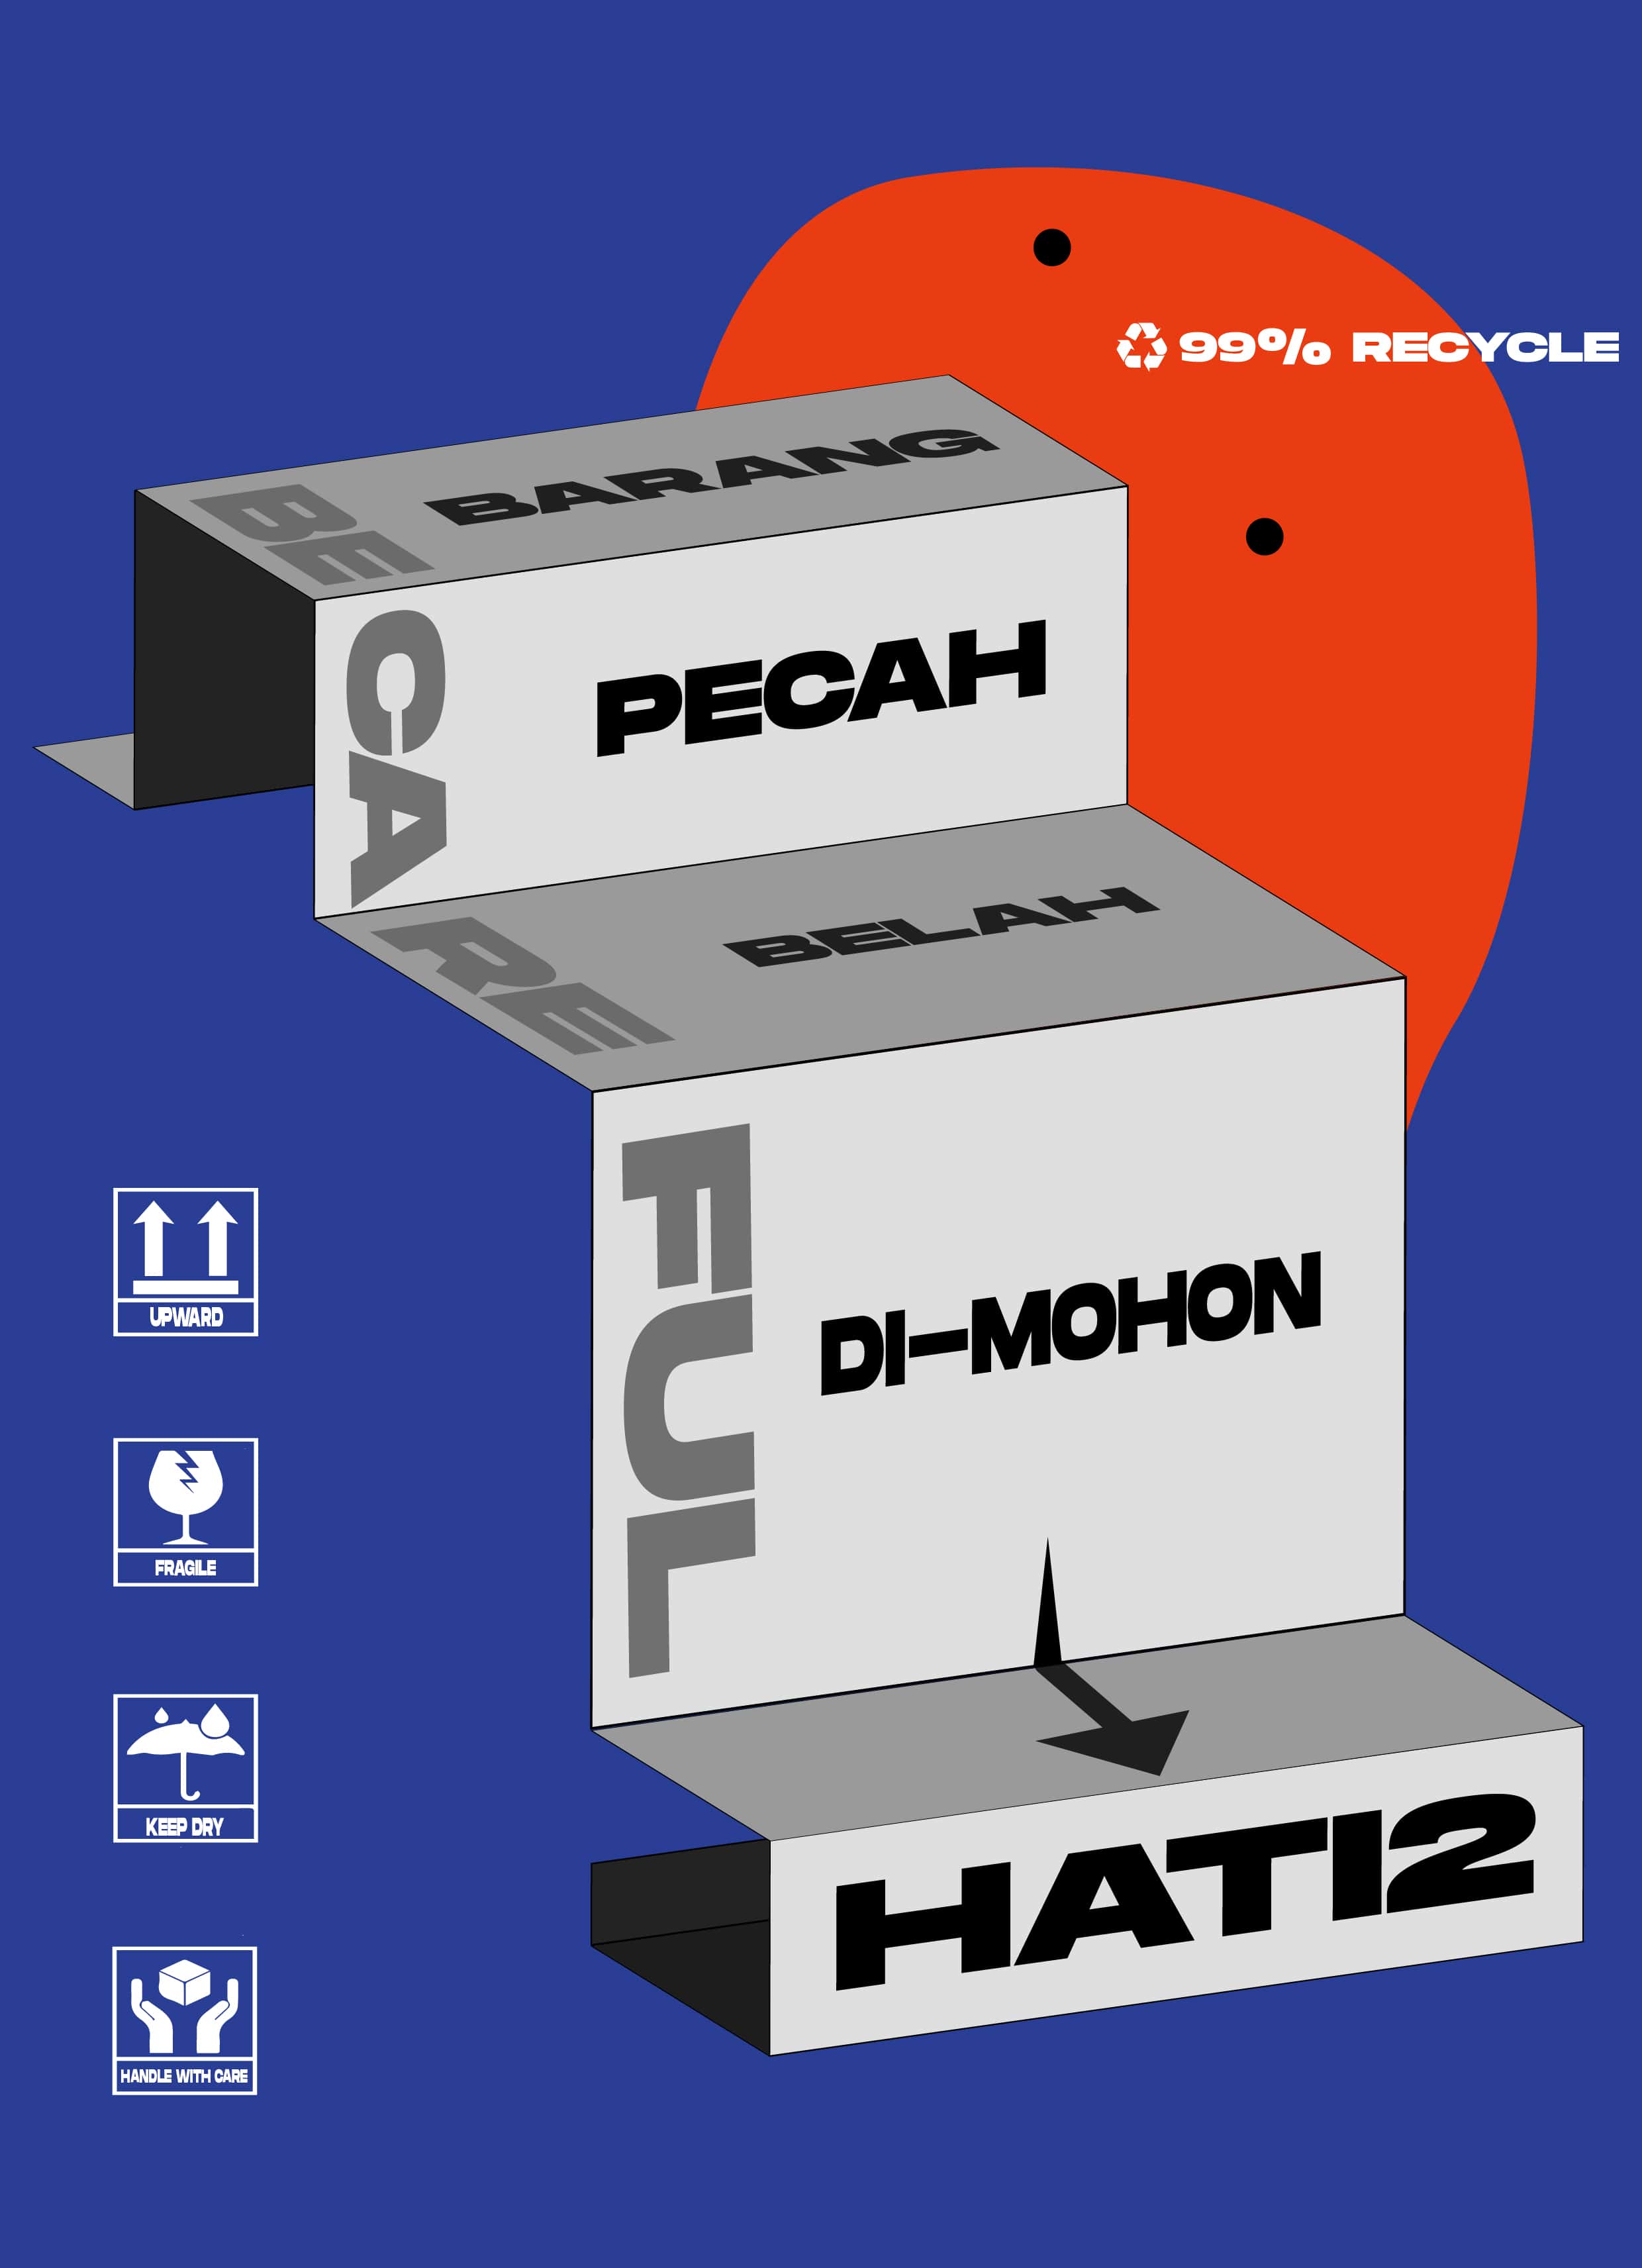 99% RECYCLE
BARANG
PECAH
BELAH
DI-MOHON
HATI2
BE
CA
RE
FUL
UPWARD
FRAGILE
KEEP DRY
HANDLE WITH CARE